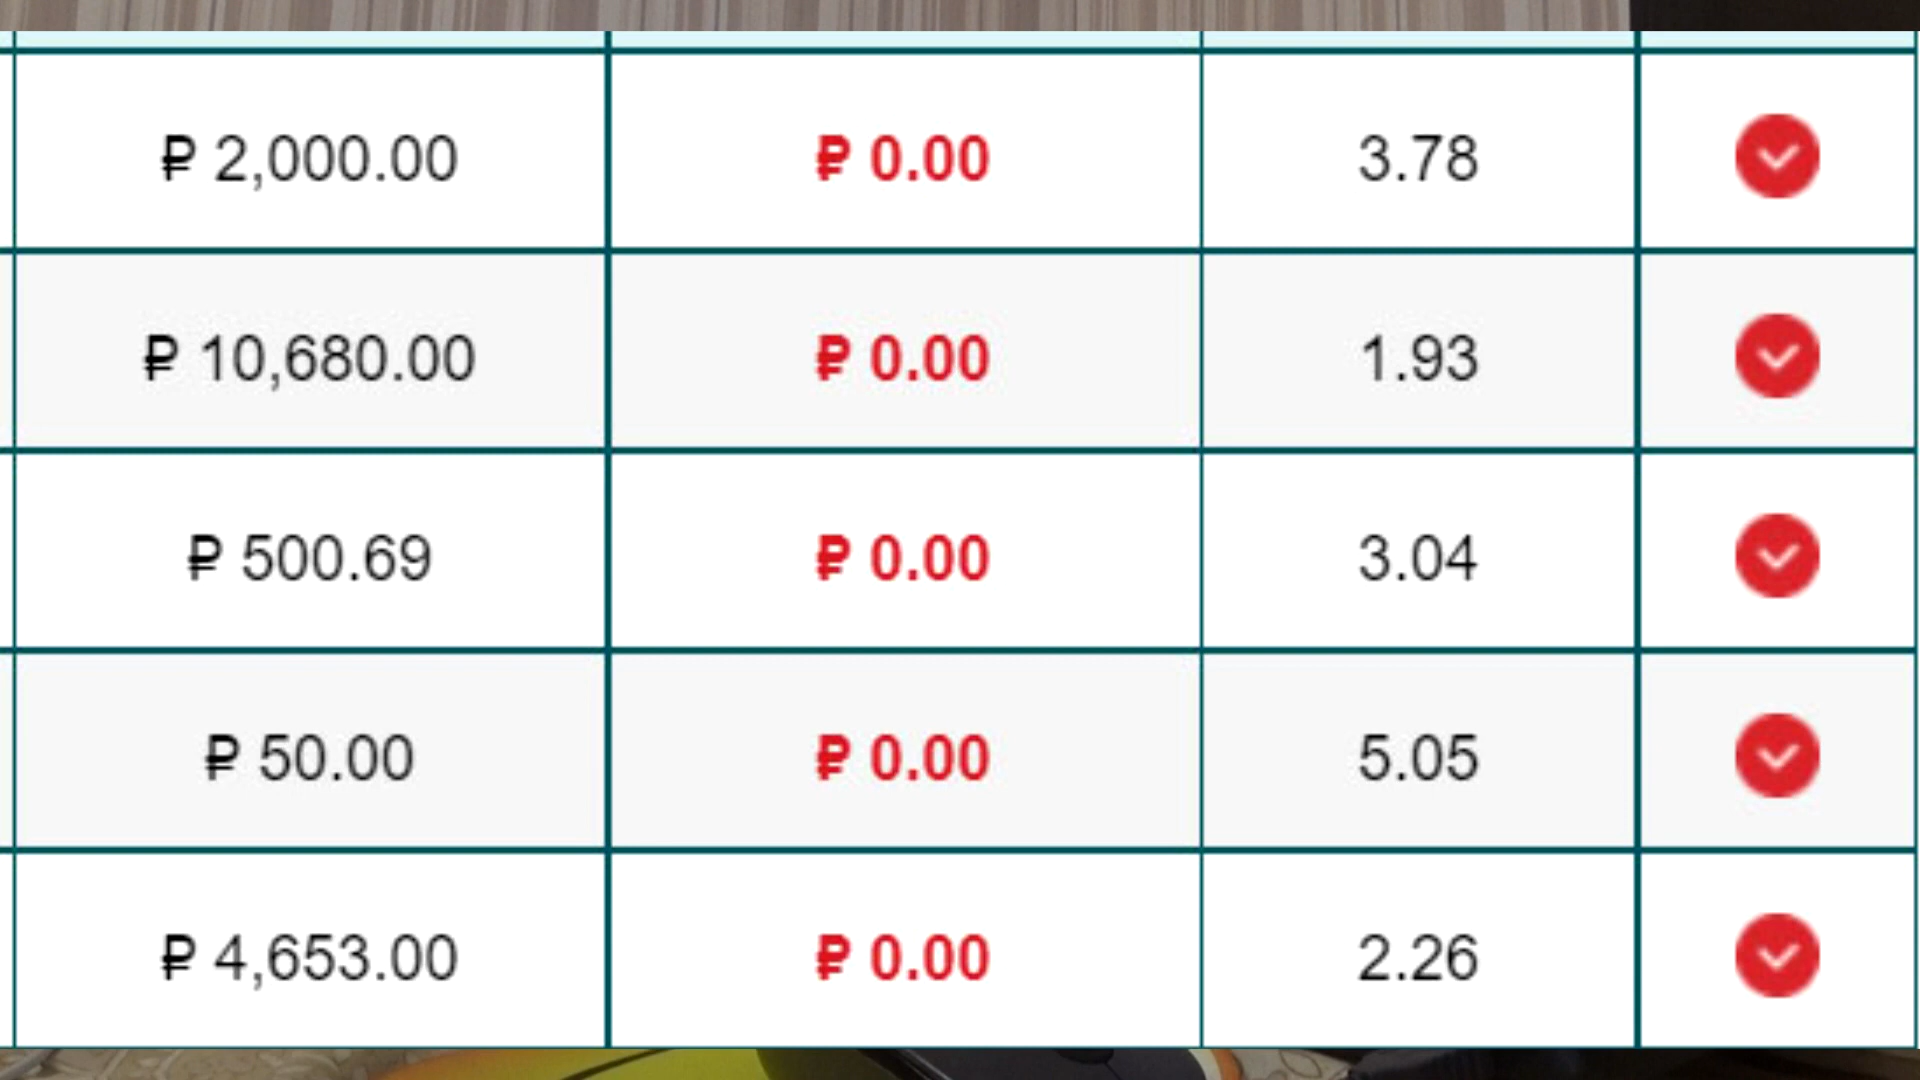 ₽ 2,000.00 ₽ 0.00 3.78
₽ 10,680.00 ₽ 0.00 1.93
₽ 500.69 ₽ 0.00 3.04
₽ 50.00 ₽ 0.00 5.05
₽ 4,653.00 ₽ 0.00 2.26